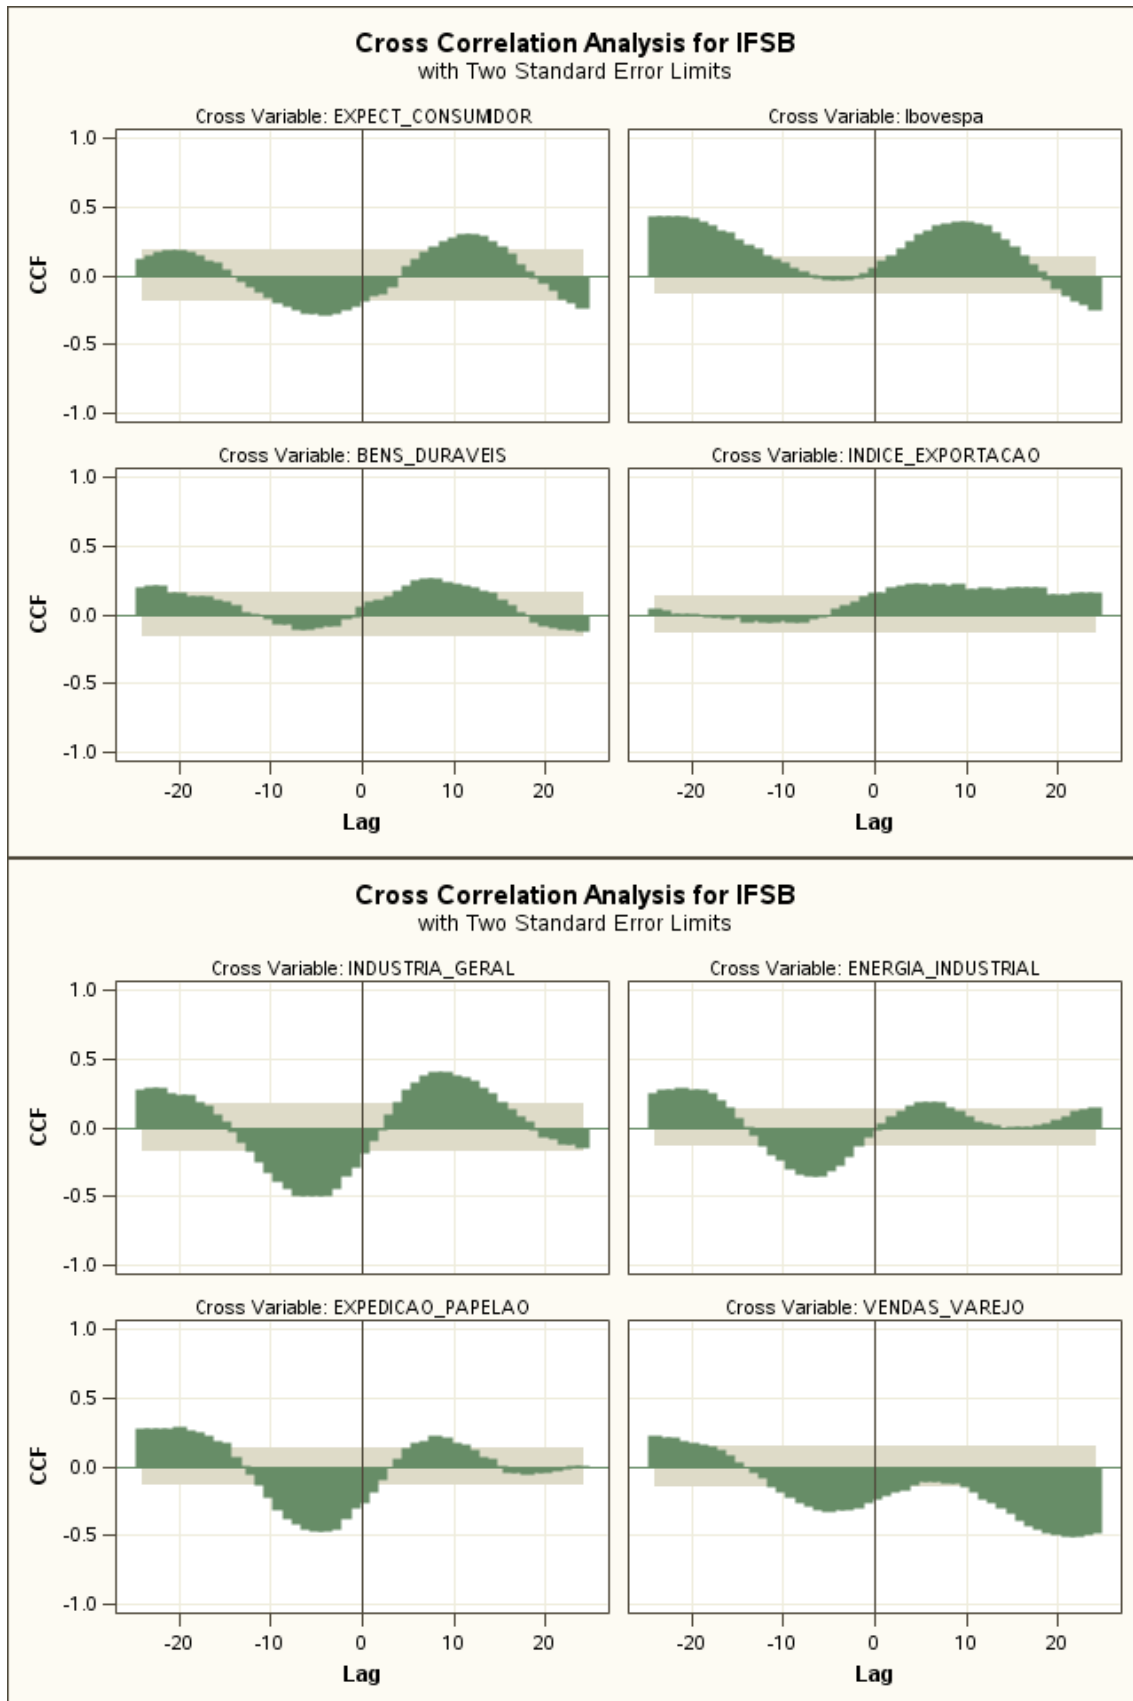 Cross Correlation Analysis for IFSB
with Two Standard Error Limits
Cross Variable: EXPECT_CONSUMIDOR
Cross Variable: Ibovespa
1.0
0.5
0.0
-0.5
-1.0
CCF
Cross Variable: BENS_DURAVEIS
Cross Variable: INDICE_EXPORTACAO
1.0
0.5
0.0
-0.5
-1.0
CCF
-20 -10 0 10 20
-20 -10 0 10 20
Lag
Lag
Cross Correlation Analysis for IFSB
with Two Standard Error Limits
Cross Variable: INDUSTRIA_GERAL
Cross Variable: ENERGIA_INDUSTRIAL
1.0
0.5
0.0
-0.5
-1.0
CCF
Cross Variable: EXPEDICAO_PAPELAO
Cross Variable: VENDAS_VAREJO
1.0
0.5
0.0
-0.5
-1.0
CCF
-20 -10 0 10 20
-20 -10 0 10 20
Lag
Lag